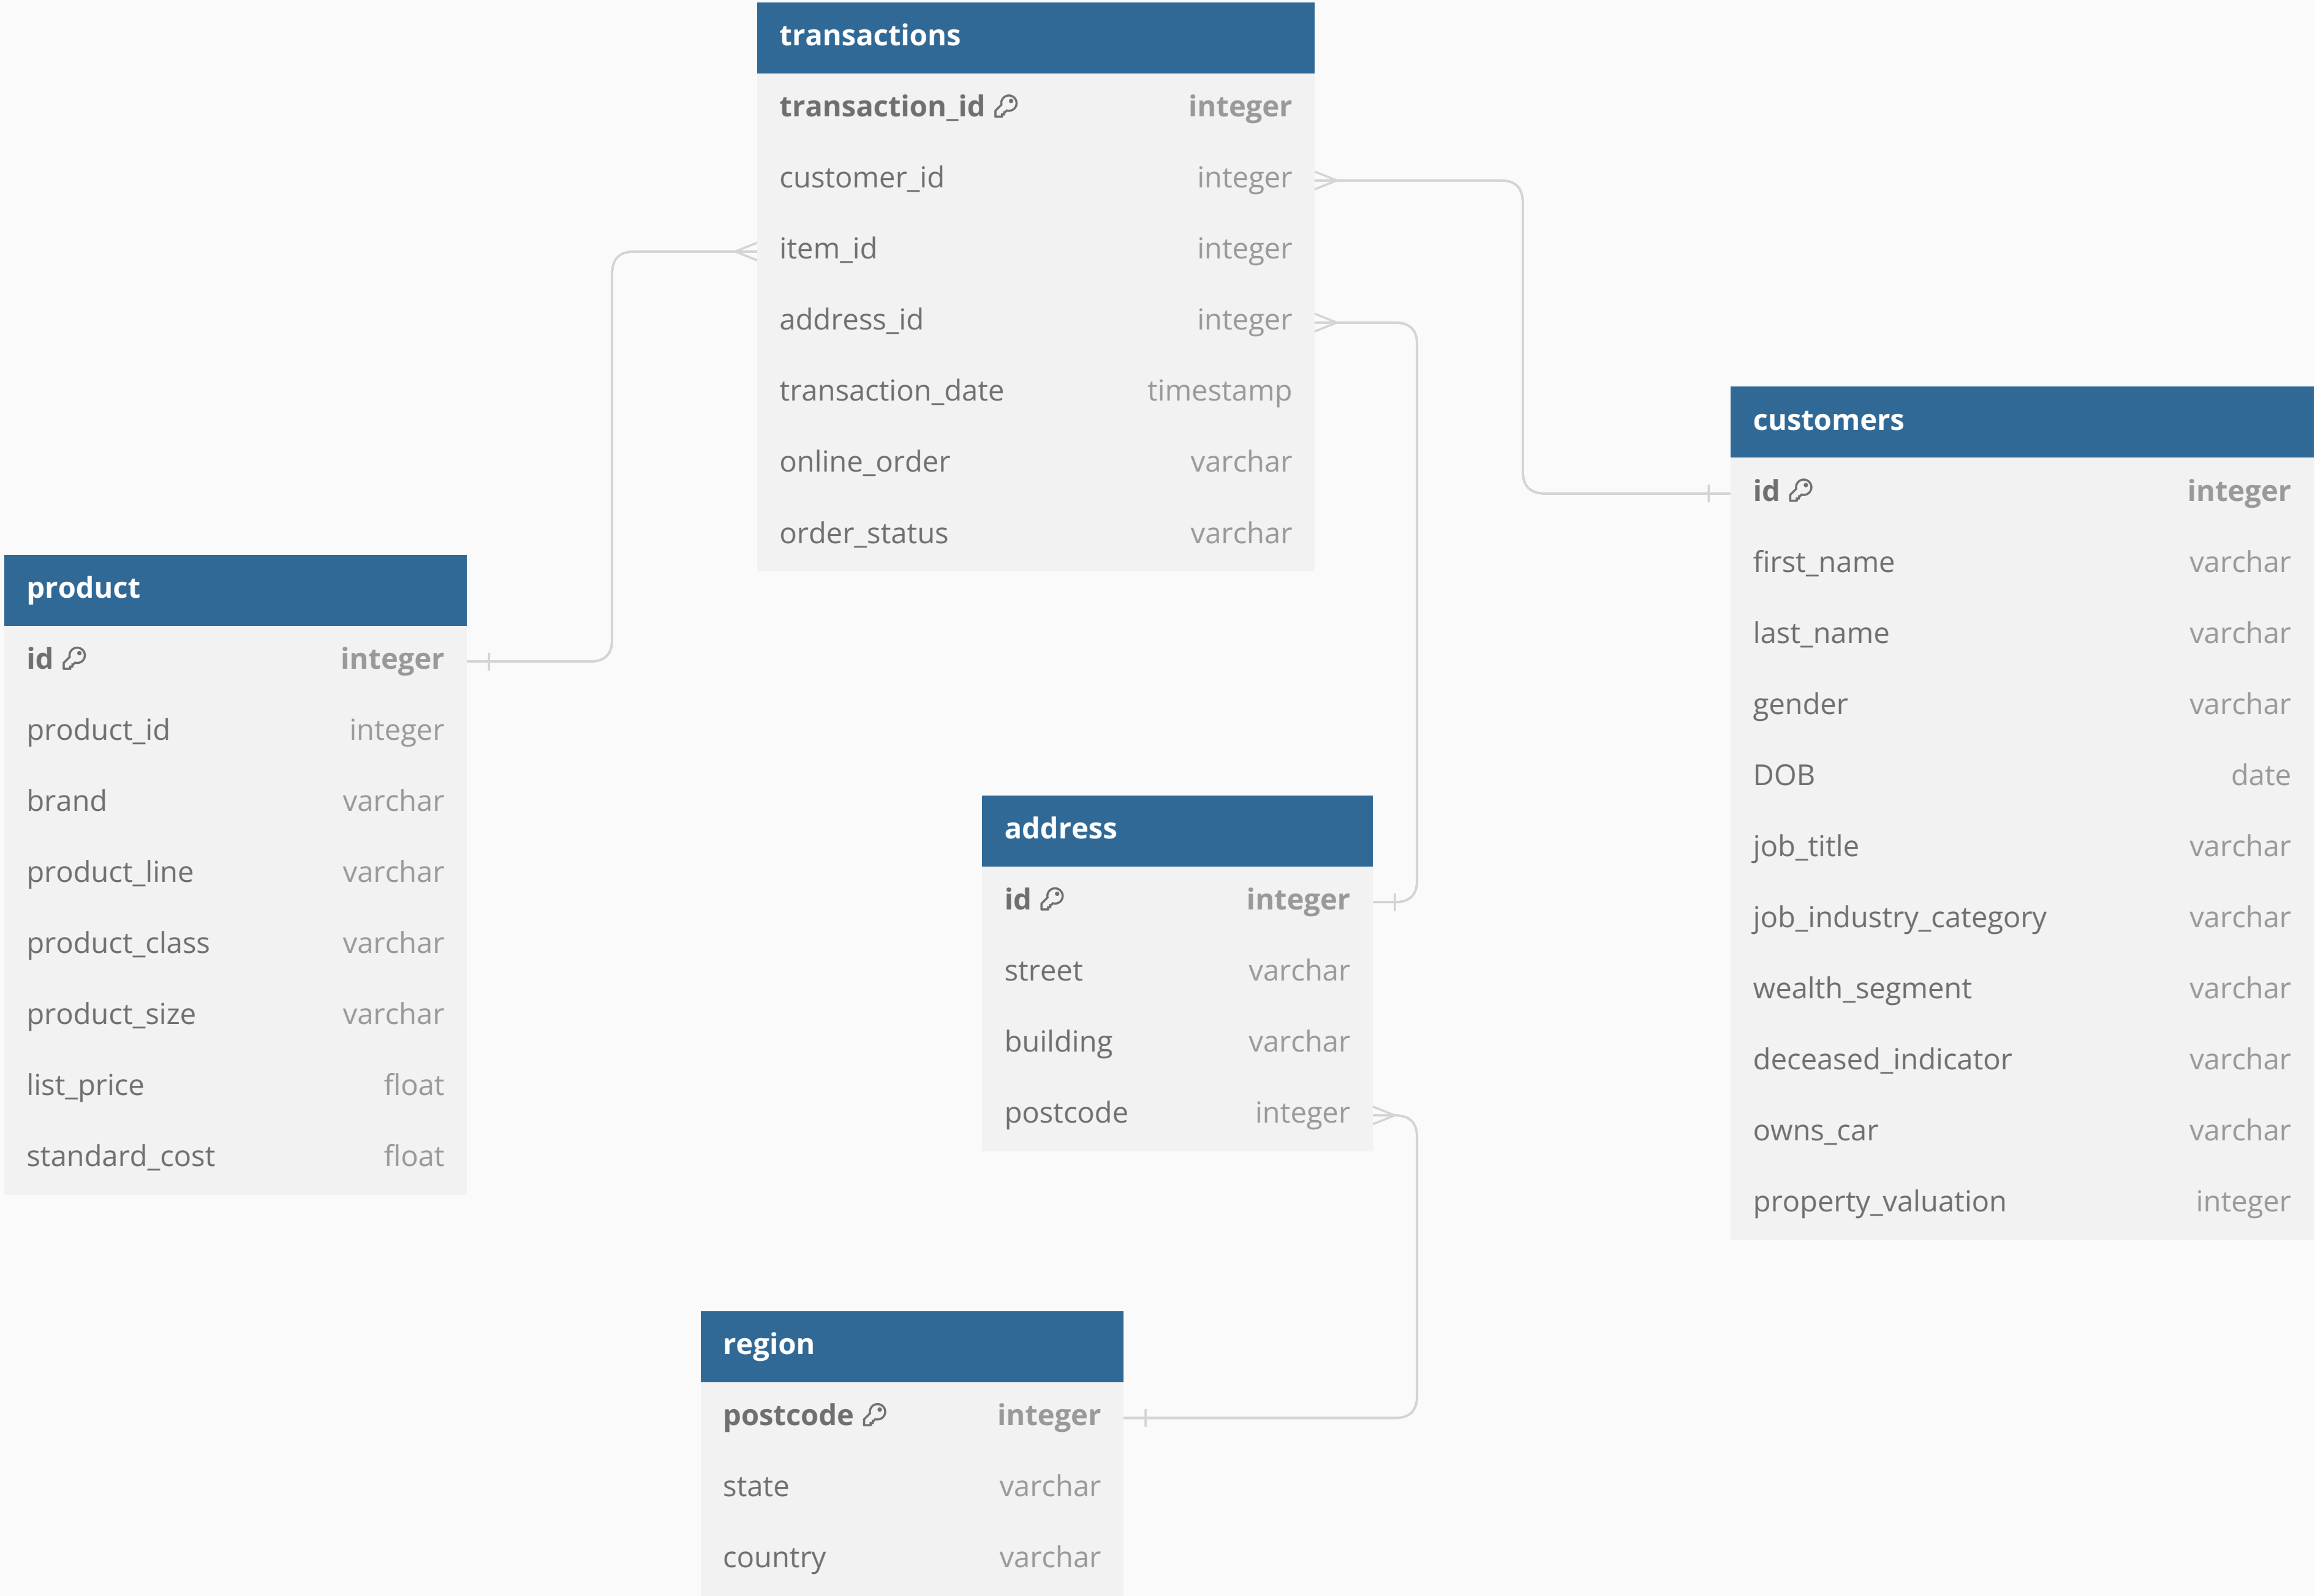 transactions
transaction_id integer
customer_id integer
item_id integer
address_id integer
transaction_date timestamp
online_order varchar
order_status varchar
customers
id integer
first_name varchar
last_name varchar
gender varchar
DOB date
job_title varchar
job_industry_category varchar
wealth_segment varchar
deceased_indicator varchar
owns_car varchar
property_valuation integer
product
id integer
product_id integer
brand varchar
product_line varchar
product_class varchar
product_size varchar
list_price float
standard_cost float
address
id integer
street varchar
building varchar
postcode integer
region
postcode integer
state varchar
country varchar